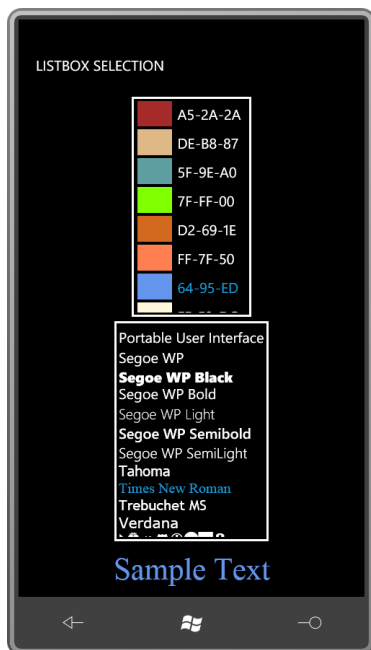 LISTBOX SELECTION
A5-2A-2A
DE-B8-87
5F-9E-A0
7F-FF-00
D2-69-1E
FF-7F-50
64-95-ED
Portable User Interface
Segoe WP
Segoe WP Black
Segoe WP Bold
Segoe WP Light
Segoe WP Semibold
Segoe WP SemiLight
Tahoma
Times New Roman
Trebuchet MS
Verdana
Sample Text